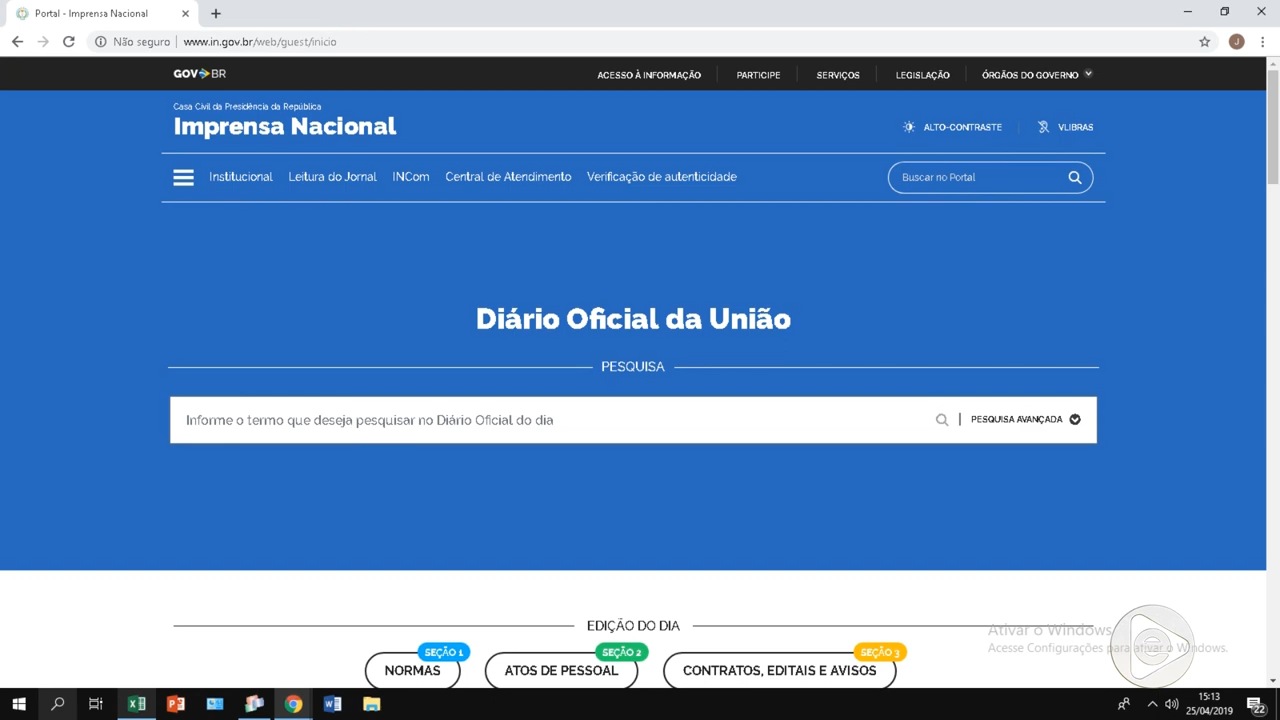 Portal - Imprensa Nacional
Não seguro | www.in.gov.br/web/guest/inicio
J
GOV BR
ACESSO À INFORMAÇÃO
PARTICIPE
SERVIÇOS
LEGISLAÇÃO
ÓRGÃOS DO GOVERNO
Casa Civil da Presidência da República
Imprensa Nacional
ALTO-CONTRASTE
VLIBRAS
Institucional
Leitura do Jornal
INCom
Central de Atendimento
Verificação de autenticidade
Buscar no Portal
Diário Oficial da União
PESQUISA
Informe o termo que deseja pesquisar no Diário Oficial do dia
PESQUISA AVANÇADA
EDIÇÃO DO DIA
SEÇÃO 1
NORMAS
SEÇÃO 2
ATOS DE PESSOAL
SEÇÃO 3
CONTRATOS, EDITAIS E AVISOS
Ativar o Windows
Acesse Configurações para ativar o Windows.
e
15:13
25/04/2019
22